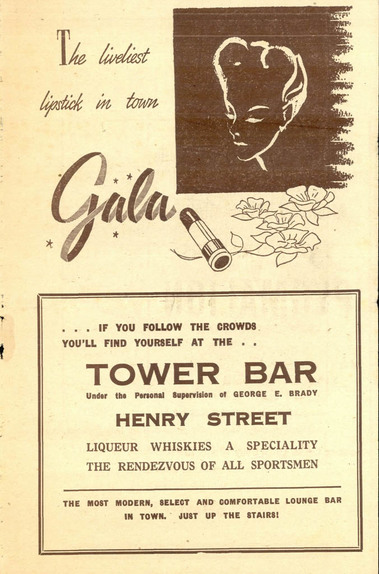 The liveliest
lipstick in town
Gala
. . . IF YOU FOLLOW THE CROWDS
YOU'LL FIND YOURSELF AT THE . .
TOWER BAR
Under the Personal Supervision of GEORGE E. BRADY
HENRY STREET
LIQUEUR WHISKIES A SPECIALITY
THE RENDEZVOUS OF ALL SPORTSMEN
THE MOST MODERN, SELECT AND COMFORTABLE LOUNGE BAR
IN TOWN. JUST UP THE STAIRS!